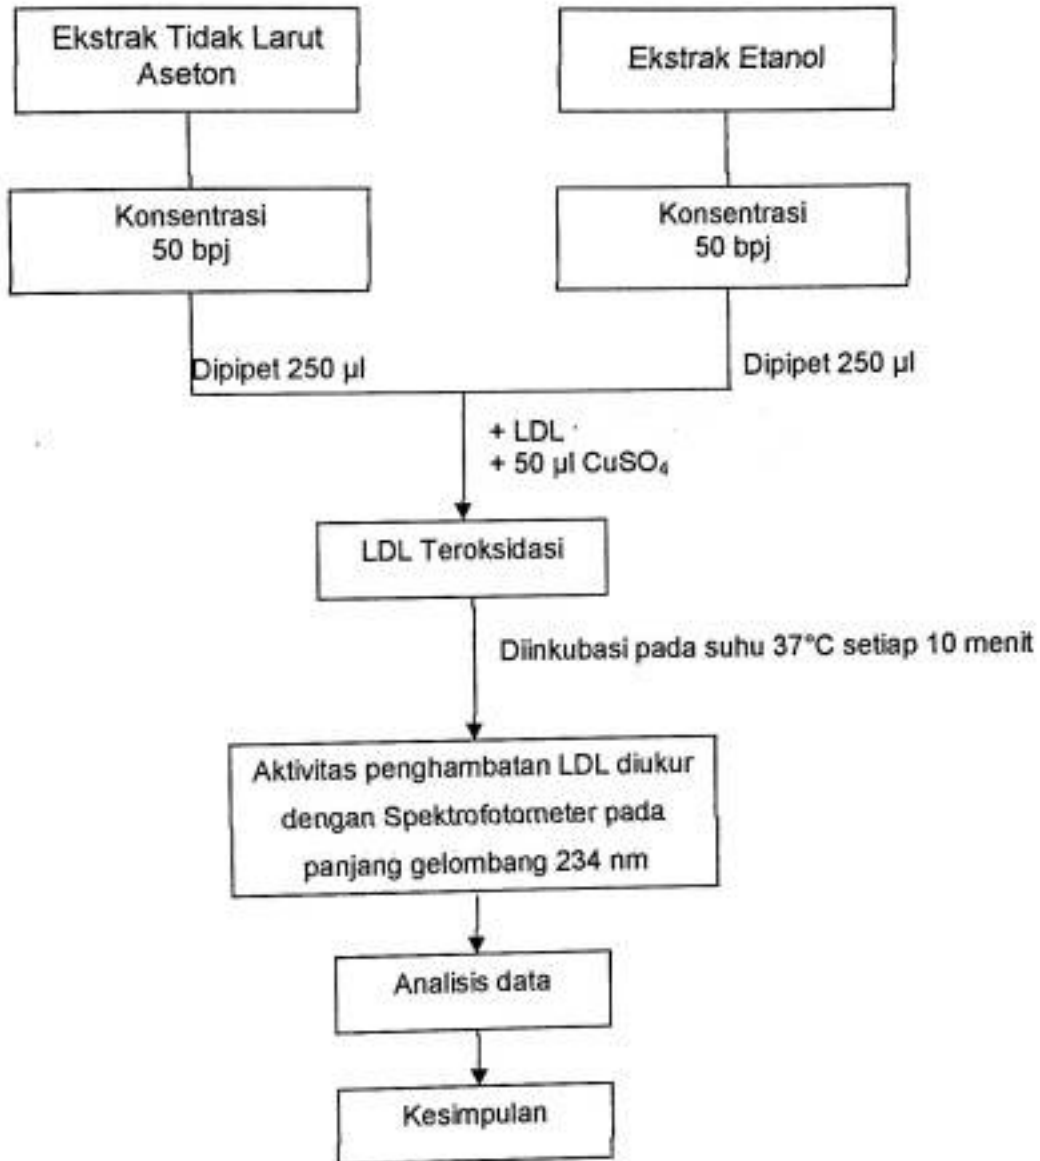 Ekstrak Tidak Larut
Aseton
Ekstrak Etanol
Konsentrasi
50 bpj
Konsentrasi
50 bpj
Dipipet 250 µl
Dipipet 250 µl
+ LDL
+ 50 µl CuSO₄
LDL Teroksidasi
Diinkubasi pada suhu 37°C setiap 10 menit
Aktivitas penghambatan LDL diukur
dengan Spektrofotometer pada
panjang gelombang 234 nm
Analisis data
Kesimpulan